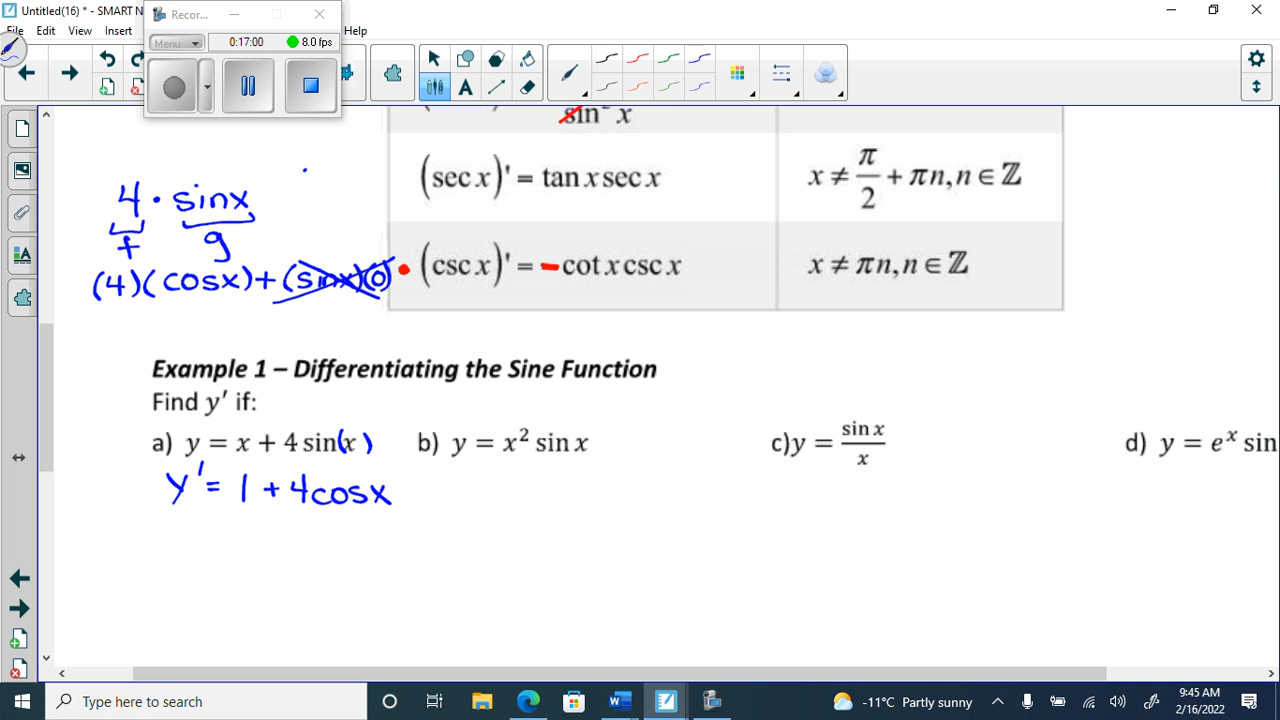 Untitled(16) * - SMART N
Recor...
File Edit View Insert
Help
Menu
0:17:00
8.0 fps
sin² x
(sec x)' = tan x sec x
x ≠ π/2 + πn, n ∈ ℤ
4 · sinx
f g
(4)(cosx) + (sinx)(0)
(csc x)' = -cot x csc x
x ≠ πn, n ∈ ℤ
Example 1 – Differentiating the Sine Function
Find y′ if:
a) y = x + 4 sin(x)
b) y = x² sin x
c)y = sin x / x
d) y = eˣ sin
y' = 1 + 4cosx
Type here to search
-11°C Partly sunny
9:45 AM
2/16/2022